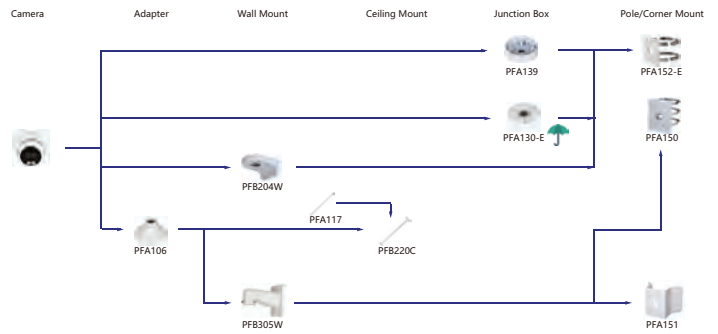 Camera
Adapter
Wall Mount
Ceiling Mount
Junction Box
Pole/Corner Mount
PFA139
PFA152-E
PFA130-E
PFA150
PFB204W
PFA117
PFA106
PFB220C
PFB305W
PFA151